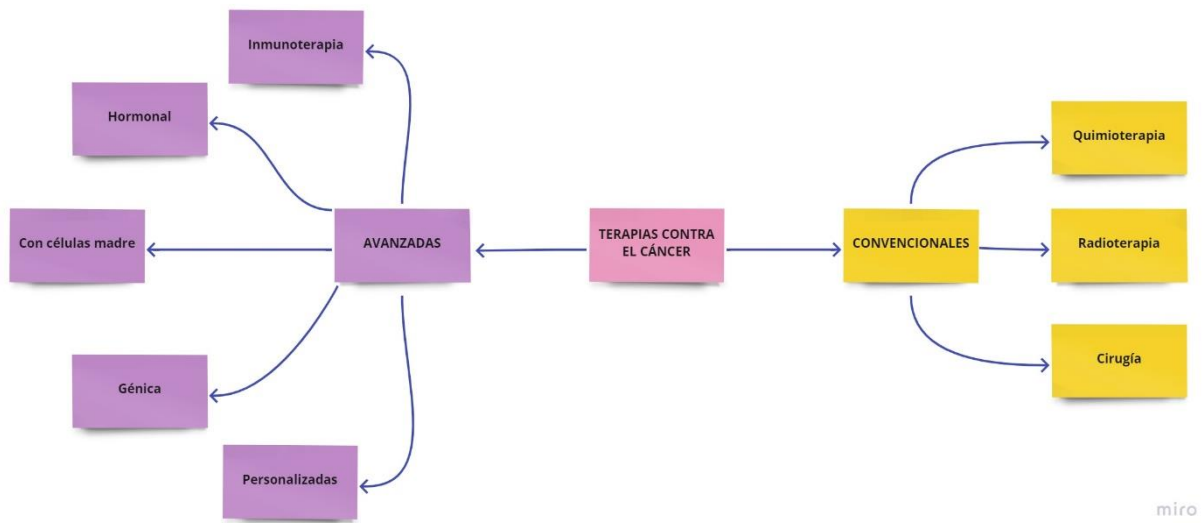 Inmunoterapia
Hormonal
Con células madre
AVANZADAS
Génica
Personalizadas
TERAPIAS CONTRA
EL CÁNCER
CONVENCIONALES
Quimioterapia
Radioterapia
Cirugía
miro